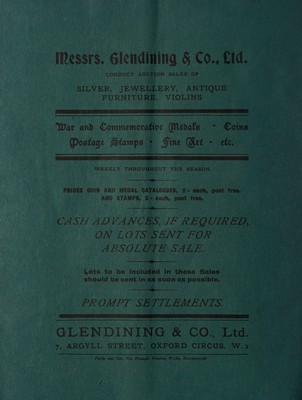 Messrs. Glendining & Co., Ltd.
CONDUCT AUCTION SALES OF
SILVER, JEWELLERY, ANTIQUE
FURNITURE, VIOLINS
War and Commemorative Medals · Coins
Postage Stamps · Fine Art · etc.
WEEKLY THROUGHOUT THE SEASON.
PRICED COIN AND MEDAL CATALOGUES, 2/- each, post free.
AND STAMPS, 2/- each, post free.
CASH ADVANCES, IF REQUIRED,
ON LOTS SENT FOR
ABSOLUTE SALE.
Lots to be included in these Sales
should be sent in as soon as possible.
PROMPT SETTLEMENTS.
GLENDINING & CO., Ltd.
7, ARGYLL STREET, OXFORD CIRCUS, W.1